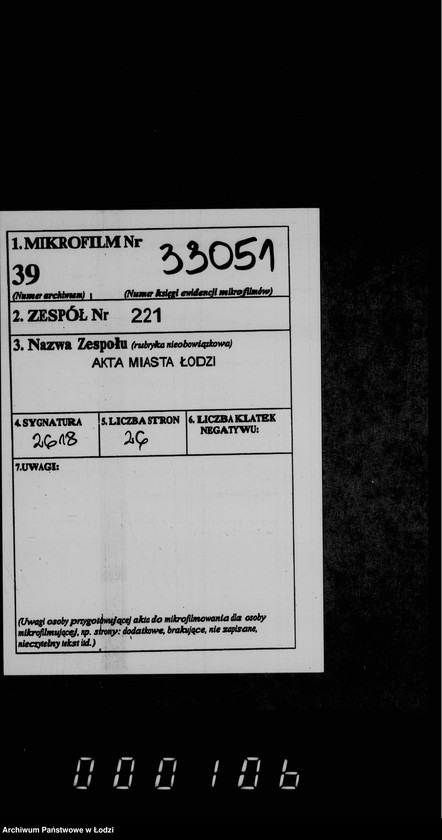 1. MIKROFILM Nr 33051
39
(Numer archiwum) (Numer księgi ewidencji mikrofilmów)
2. ZESPÓŁ Nr 221
3. Nazwa Zespołu (rubryka nieobowiązkowa)
AKTA MIASTA ŁODZI
4. SYGNATURA 5. LICZBA STRON 6. LICZBA KLATEK
NEGATYWU:
2618 26
7. UWAGI:
(Uwagi osoby przygotowującej akta do mikrofilmowania dla osoby
mikrofilmującej, np. strony: dodatkowe, brakujące, nie zapisane,
nieczytelny tekst itd.)
000106
Archiwum Państwowe w Łodzi